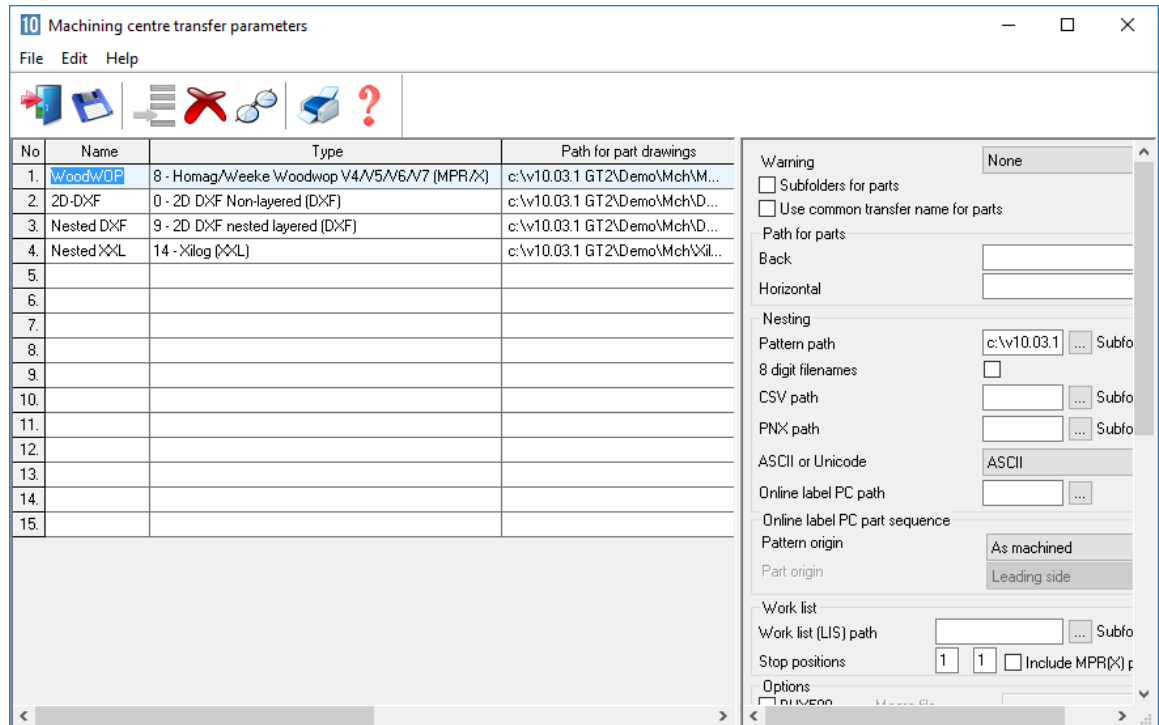 10 Machining centre transfer parameters
File Edit Help
No Name Type Path for part drawings
1. WoodWOP 8 - Homag/Weeke Woodwop V4/V5/V6/V7 (MPR/X) c:\v10.03.1 GT2\Demo\Mch\M...
2. 2D-DXF 0 - 2D DXF Non-layered (DXF) c:\v10.03.1 GT2\Demo\Mch\D...
3. Nested DXF 9 - 2D DXF nested layered (DXF) c:\v10.03.1 GT2\Demo\Mch\D...
4. Nested XXL 14 - Xilog (XXL) c:\v10.03.1 GT2\Demo\Mch\Xil...
5.
6.
7.
8.
9.
10.
11.
12.
13.
14.
15.
Warning None
Subfolders for parts
Use common transfer name for parts
Path for parts
Back
Horizontal
Nesting
Pattern path c:\v10.03.1 ... Subfo
8 digit filenames
CSV path ... Subfo
PNX path ... Subfo
ASCII or Unicode ASCII
Online label PC path ...
Online label PC part sequence
Pattern origin As machined
Part origin Leading side
Work list
Work list (LIS) path ... Subfo
Stop positions 1 1 Include MPR(X) p
Options